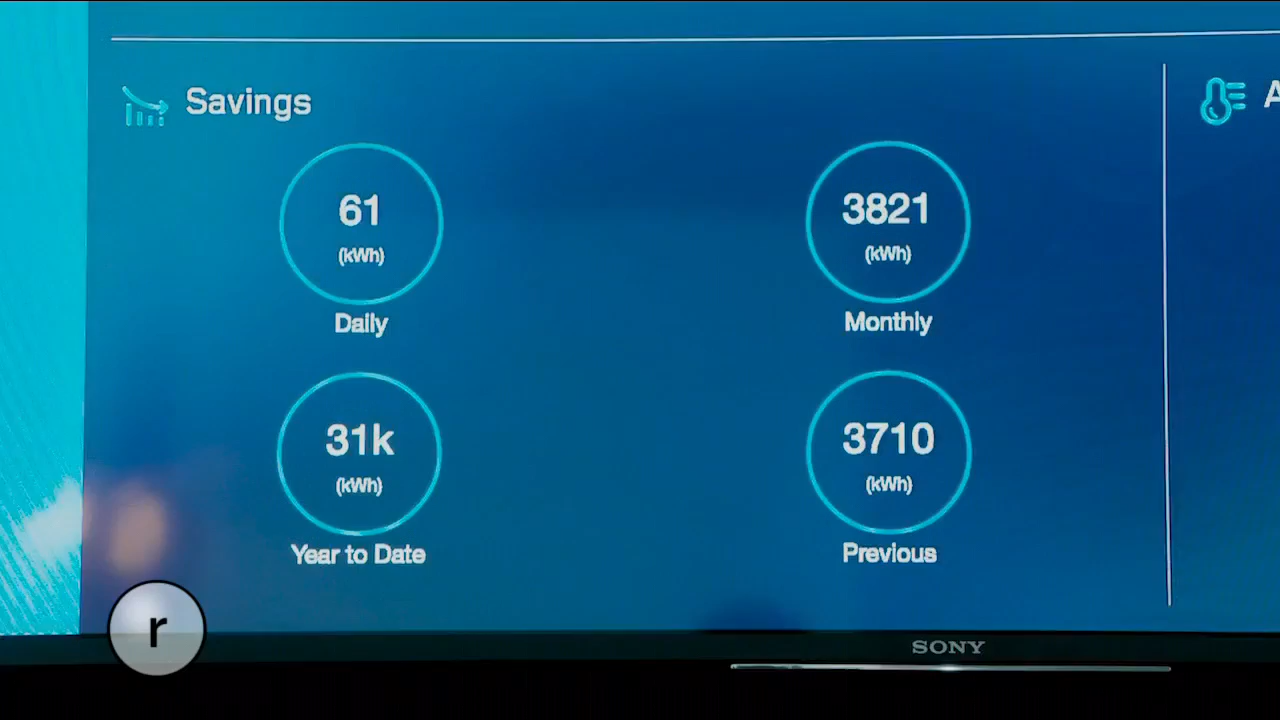 Savings
61
(kWh)
Daily
3821
(kWh)
Monthly
31k
(kWh)
Year to Date
3710
(kWh)
Previous
A
r
SONY